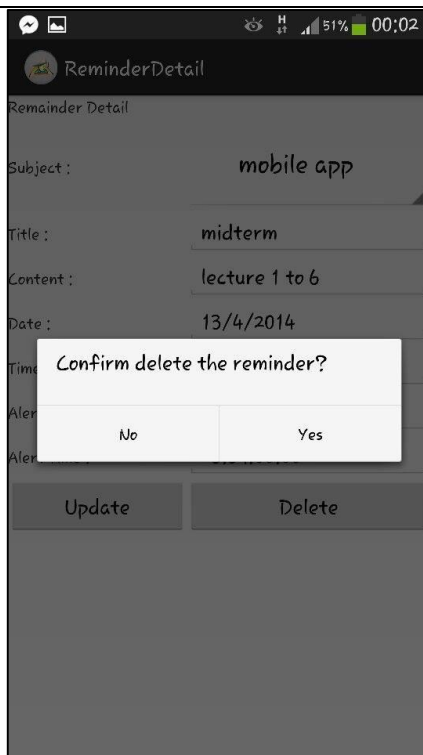 H 51% 00:02
ReminderDetail
Remainder Detail
Subject : mobile app
Title : midterm
Content : lecture 1 to 6
Date : 13/4/2014
Confirm delete the reminder?
No Yes
Update Delete